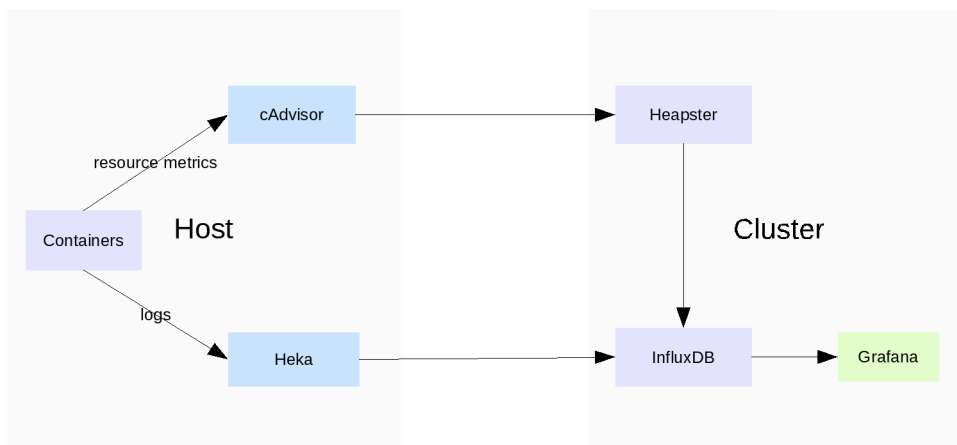 cAdvisor
Heapster
resource metrics
Containers
Host
Cluster
logs
Heka
InfluxDB
Grafana